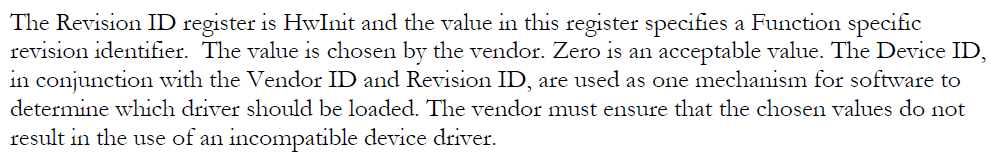 The Revision ID register is HwInit and the value in this register specifies a Function specific
revision identifier.  The value is chosen by the vendor. Zero is an acceptable value. The Device ID,
in conjunction with the Vendor ID and Revision ID, are used as one mechanism for software to
determine which driver should be loaded. The vendor must ensure that the chosen values do not
result in the use of an incompatible device driver.